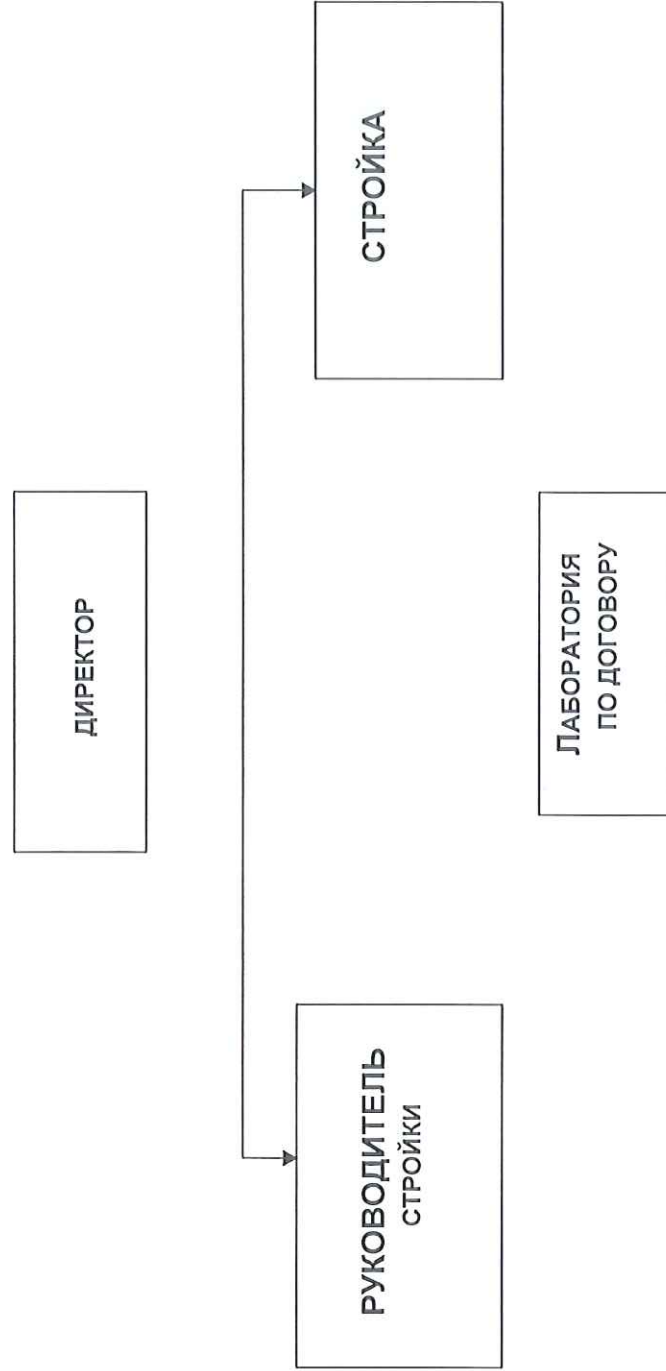 ДИРЕКТОР
РУКОВОДИТЕЛЬ
СТРОЙКИ
СТРОЙКА
ЛАБОРАТОРИЯ
ПО ДОГОВОРУ